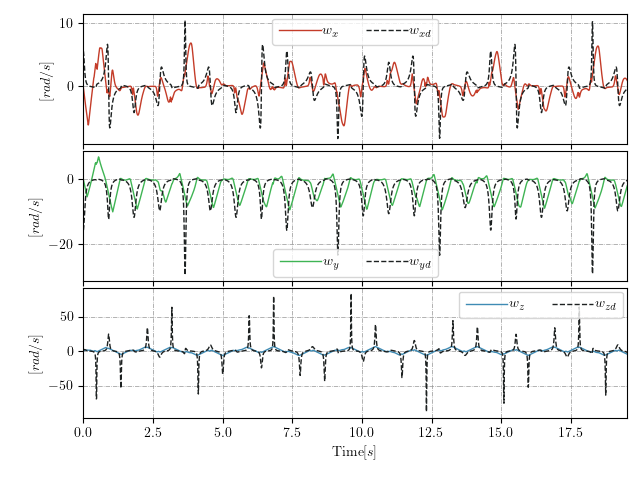 10
0
[rad/s]
w_x w_xd
0
−20
[rad/s]
w_y w_yd
50
0
−50
[rad/s]
w_z w_zd
0.0 2.5 5.0 7.5 10.0 12.5 15.0 17.5
Time[s]